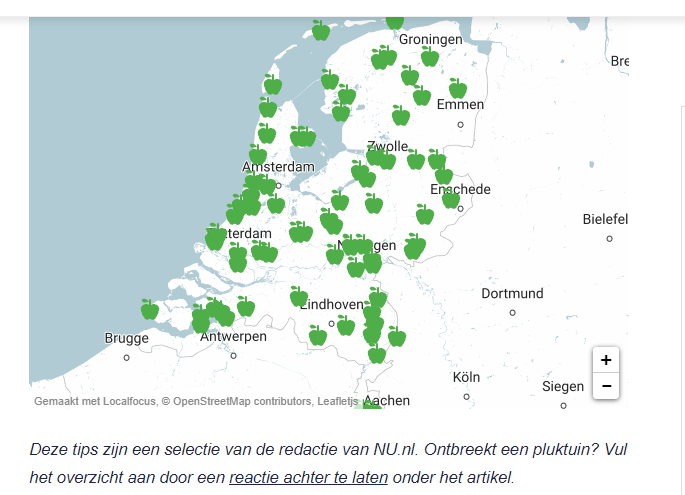 Groningen
Bre
Emmen
Zwolle
Amsterdam
Enschede
Bielefel
terdam
Eindhoven
Dortmund
Brugge
Antwerpen
+
−
Köln
Siegen
Aachen
Gemaakt met Localfocus, © OpenStreetMap contributors, Leafletjs
Deze tips zijn een selectie van de redactie van NU.nl. Ontbreekt een pluktuin? Vul
het overzicht aan door een reactie achter te laten onder het artikel.